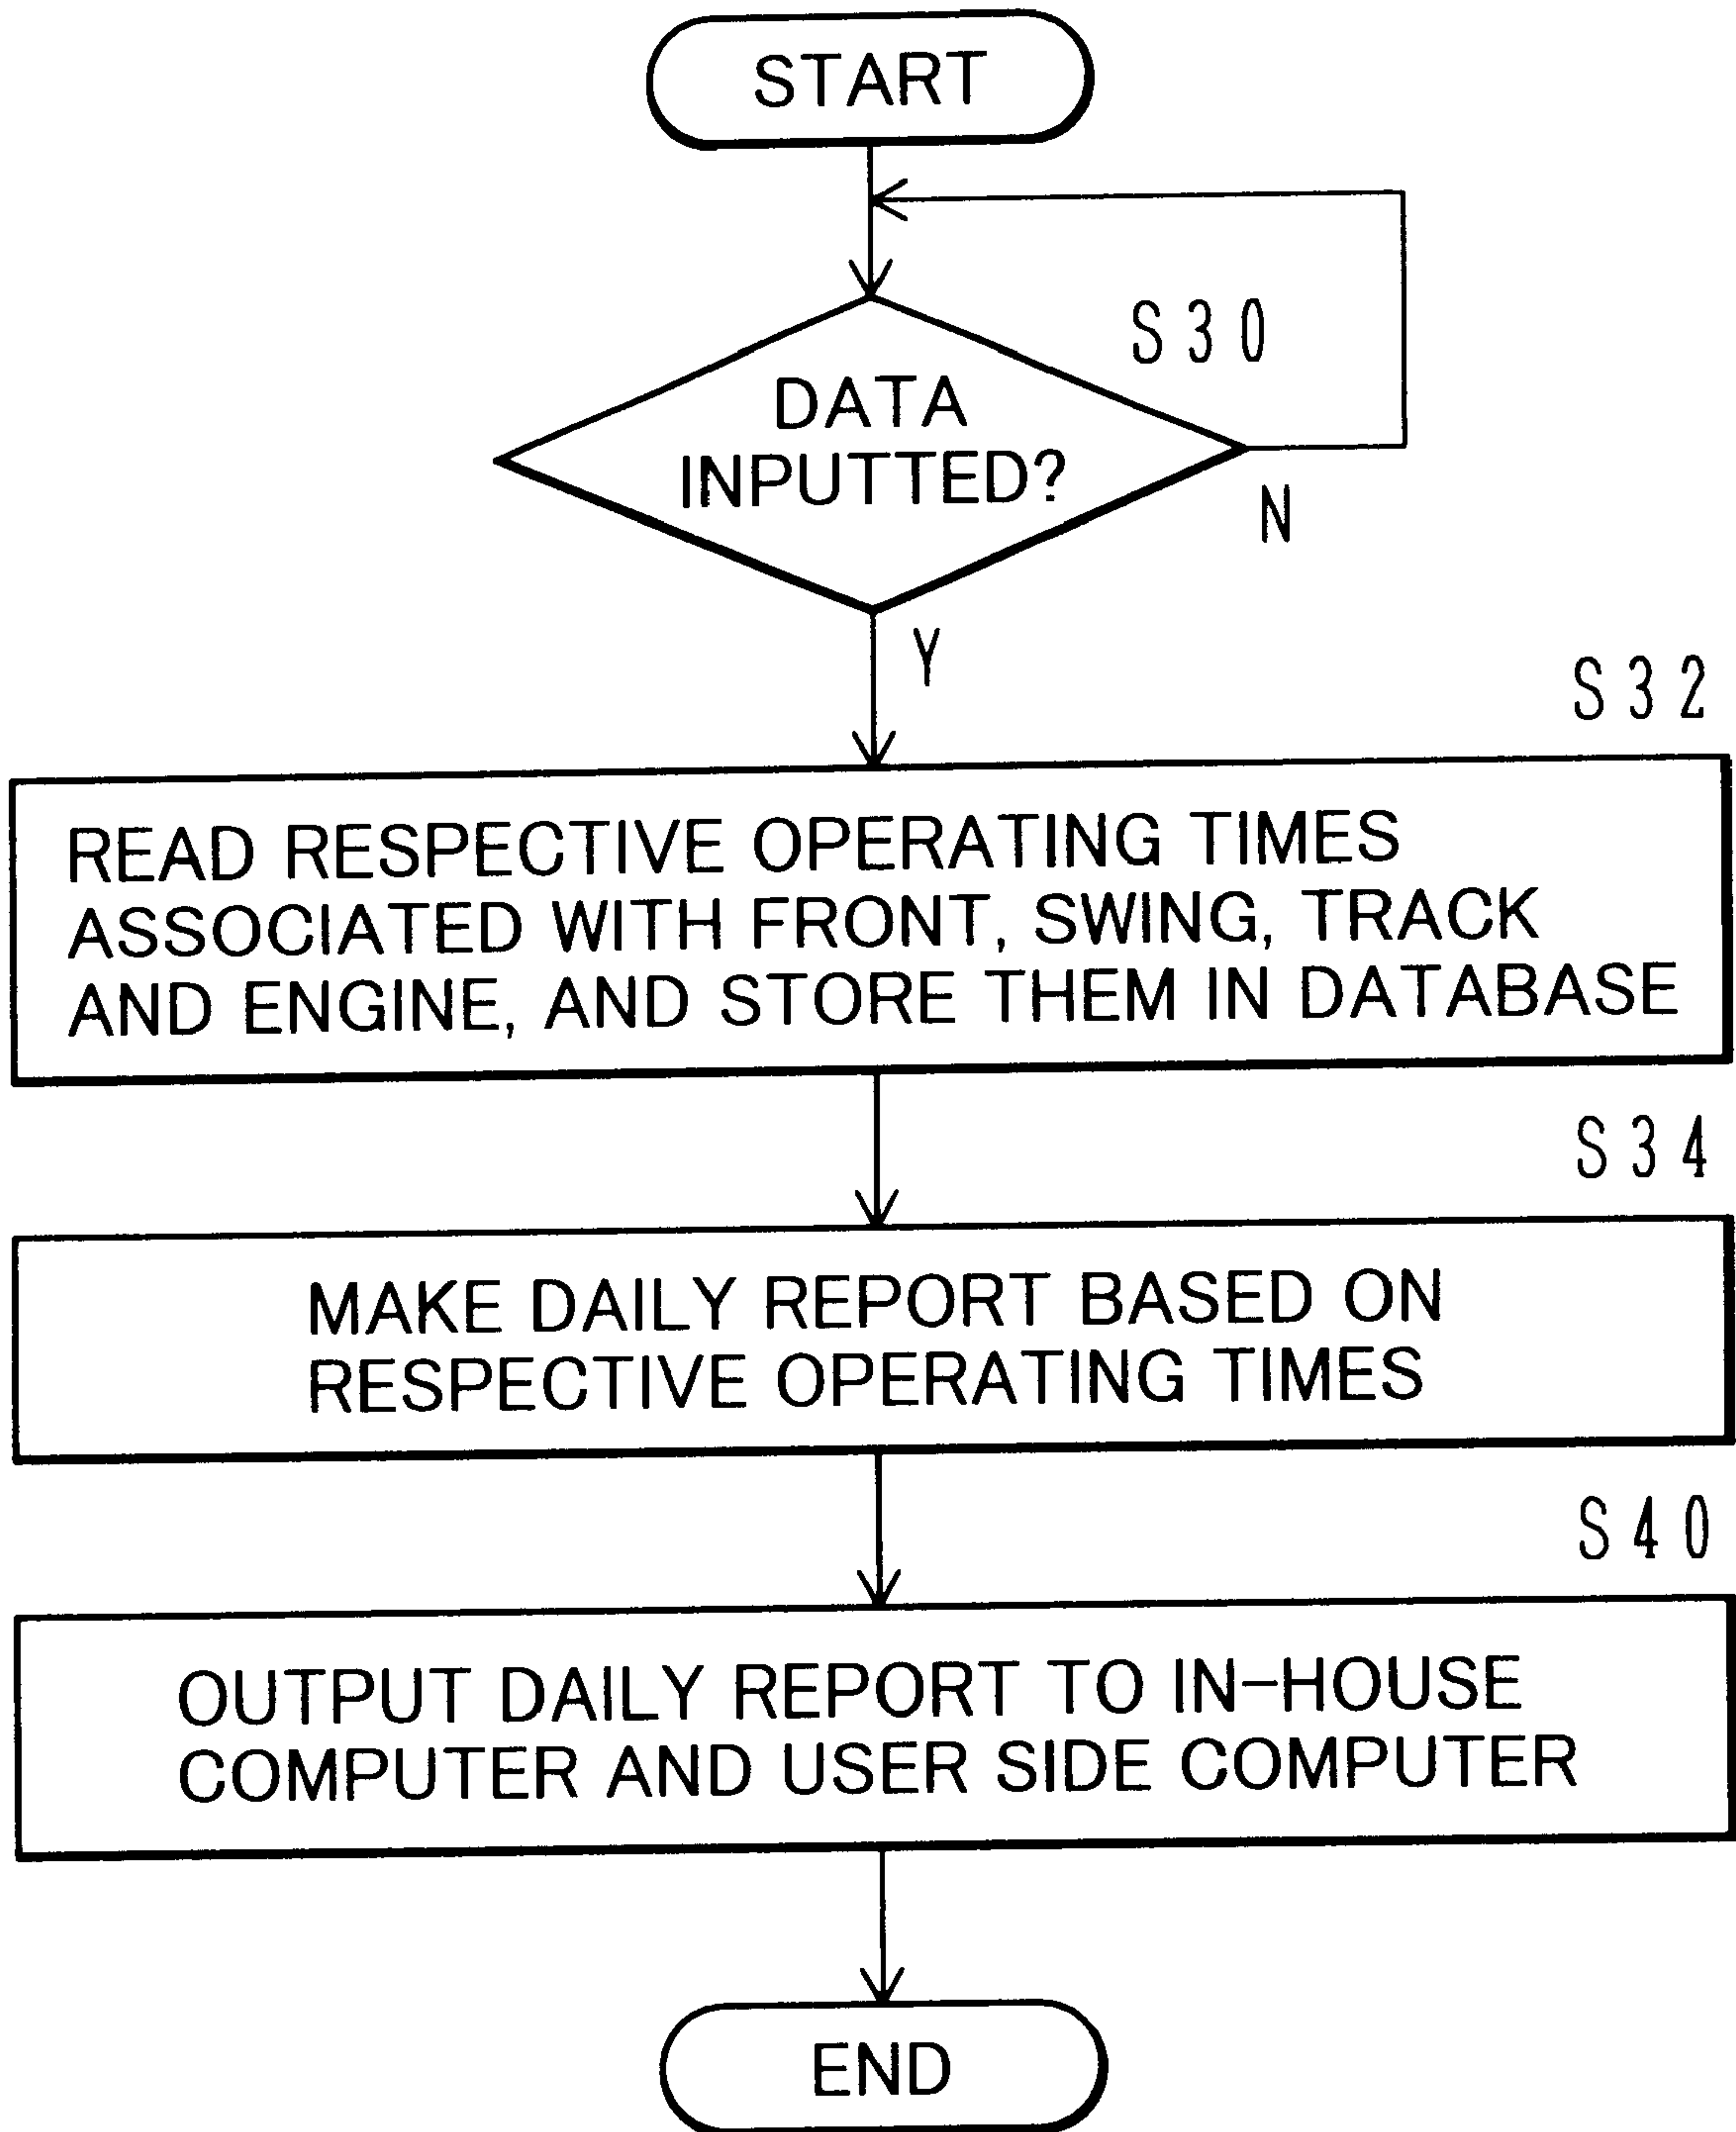 START
S30
DATA
INPUTTED?
N
Y
S32
READ RESPECTIVE OPERATING TIMES
ASSOCIATED WITH FRONT, SWING, TRACK
AND ENGINE, AND STORE THEM IN DATABASE
S34
MAKE DAILY REPORT BASED ON
RESPECTIVE OPERATING TIMES
S40
OUTPUT DAILY REPORT TO IN-HOUSE
COMPUTER AND USER SIDE COMPUTER
END